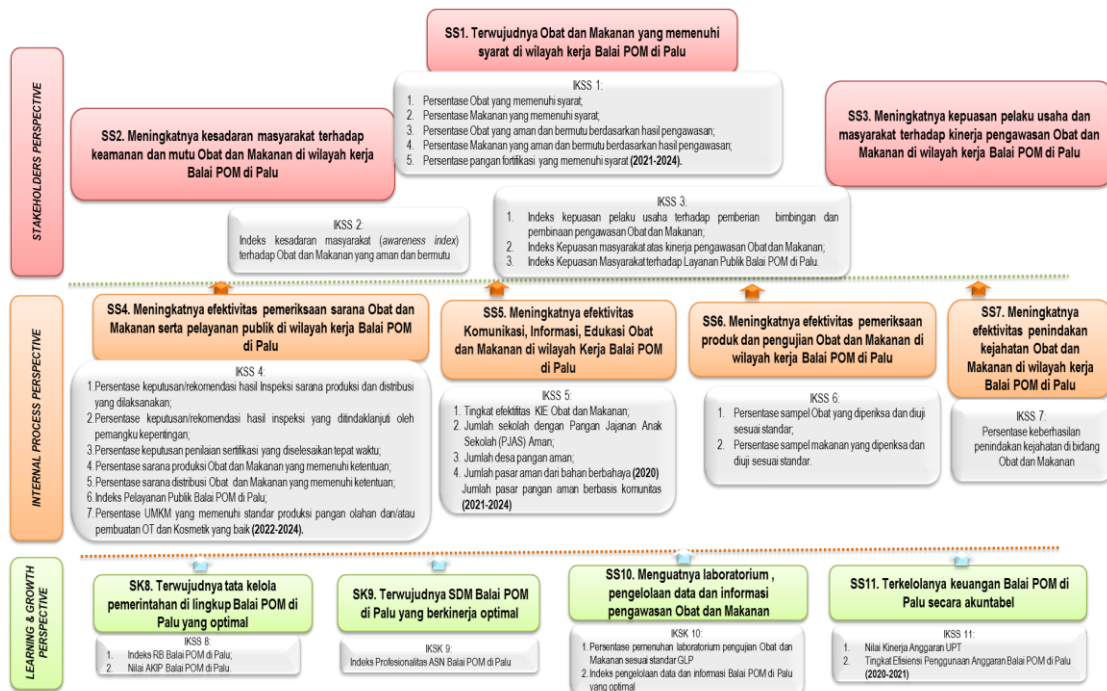 STAKEHOLDERS PERSPECTIVE
SS1. Terwujudnya Obat dan Makanan yang memenuhi
syarat di wilayah kerja Balai POM di Palu
IKSS 1:
1. Persentase Obat yang memenuhi syarat;
2. Persentase Makanan yang memenuhi syarat;
3. Persentase Obat yang aman dan bermutu berdasarkan hasil pengawasan;
4. Persentase Makanan yang aman dan bermutu berdasarkan hasil pengawasan;
5. Persentase pangan fortifikasi yang memenuhi syarat (2021-2024).
SS2. Meningkatnya kesadaran masyarakat terhadap
keamanan dan mutu Obat dan Makanan di wilayah kerja
Balai POM di Palu
IKSS 2:
Indeks kesadaran masyarakat (awareness index)
terhadap Obat dan Makanan yang aman dan bermutu
SS3. Meningkatnya kepuasan pelaku usaha dan
masyarakat terhadap kinerja pengawasan Obat dan
Makanan di wilayah kerja Balai POM di Palu
IKSS 3:
1. Indeks kepuasan pelaku usaha terhadap pemberian bimbingan dan
pembinaan pengawasan Obat dan Makanan;
2. Indeks Kepuasan masyarakat atas kinerja pengawasan Obat dan Makanan;
3. Indeks Kepuasan Masyarakat terhadap Layanan Publik Balai POM di Palu.
INTERNAL PROCESS PERSPECTIVE
SS4. Meningkatnya efektivitas pemeriksaan sarana Obat dan
Makanan serta pelayanan publik di wilayah kerja Balai POM
di Palu
IKSS 4:
1. Persentase keputusan/rekomendasi hasil Inspeksi sarana produksi dan distribusi
yang dilaksanakan;
2. Persentase keputusan/rekomendasi hasil inspeksi yang ditindaklanjuti oleh
pemangku kepentingan;
3. Persentase keputusan penilaian sertifikasi yang diselesaikan tepat waktu;
4. Persentase sarana produksi Obat dan Makanan yang memenuhi ketentuan;
5. Persentase sarana distribusi Obat dan Makanan yang memenuhi ketentuan;
6. Indeks Pelayanan Publik Balai POM di Palu;
7. Persentase UMKM yang memenuhi standar produksi pangan olahan dan/atau
pembuatan OT dan Kosmetik yang baik (2022-2024).
SS5. Meningkatnya efektivitas
Komunikasi, Informasi, Edukasi Obat
dan Makanan di wilayah Kerja Balai POM
di Palu
IKSS 5:
1. Tingkat efektifitas KIE Obat dan Makanan;
2. Jumlah sekolah dengan Pangan Jajanan Anak
Sekolah (PJAS) Aman;
3. Jumlah desa pangan aman;
4. Jumlah pasar aman dari bahan berbahaya (2020)
Jumlah pasar pangan aman berbasis komunitas
(2021-2024)
SS6. Meningkatnya efektivitas pemeriksaan
produk dan pengujian Obat dan Makanan di
wilayah kerja Balai POM di Palu
IKSS 6:
1. Persentase sampel Obat yang diperiksa dan diuji
sesuai standar;
2. Persentase sampel makanan yang diperiksa dan
diuji sesuai standar.
SS7. Meningkatnya
efektivitas penindakan
kejahatan Obat dan
Makanan di wilayah kerja
Balai POM di Palu
IKSS 7:
Persentase keberhasilan
penindakan kejahatan di bidang
Obat dan Makanan
LEARNING & GROWTH
PERSPECTIVE
SK8. Terwujudnya tata kelola
pemerintahan di lingkup Balai POM di
Palu yang optimal
IKSS 8:
1. Indeks RB Balai POM di Palu;
2. Nilai AKIP Balai POM di Palu.
SK9. Terwujudnya SDM Balai POM
di Palu yang berkinerja optimal
IKSK 9:
Indeks Profesionalitas ASN Balai POM di Palu
SS10. Menguatnya laboratorium ,
pengelolaan data dan informasi
pengawasan Obat dan Makanan
IKSK 10:
1. Persentase pemenuhan laboratorium pengujian Obat dan
Makanan sesuai standar GLP
2. Indeks pengelolaan data dan informasi Balai POM di Palu
yang optimal
SS11. Terkelolanya keuangan Balai POM di
Palu secara akuntabel
IKSS 11:
1. Nilai Kinerja Anggaran UPT
2. Tingkat Efisiensi Penggunaan Anggaran Balai POM di Palu
(2020-2021)